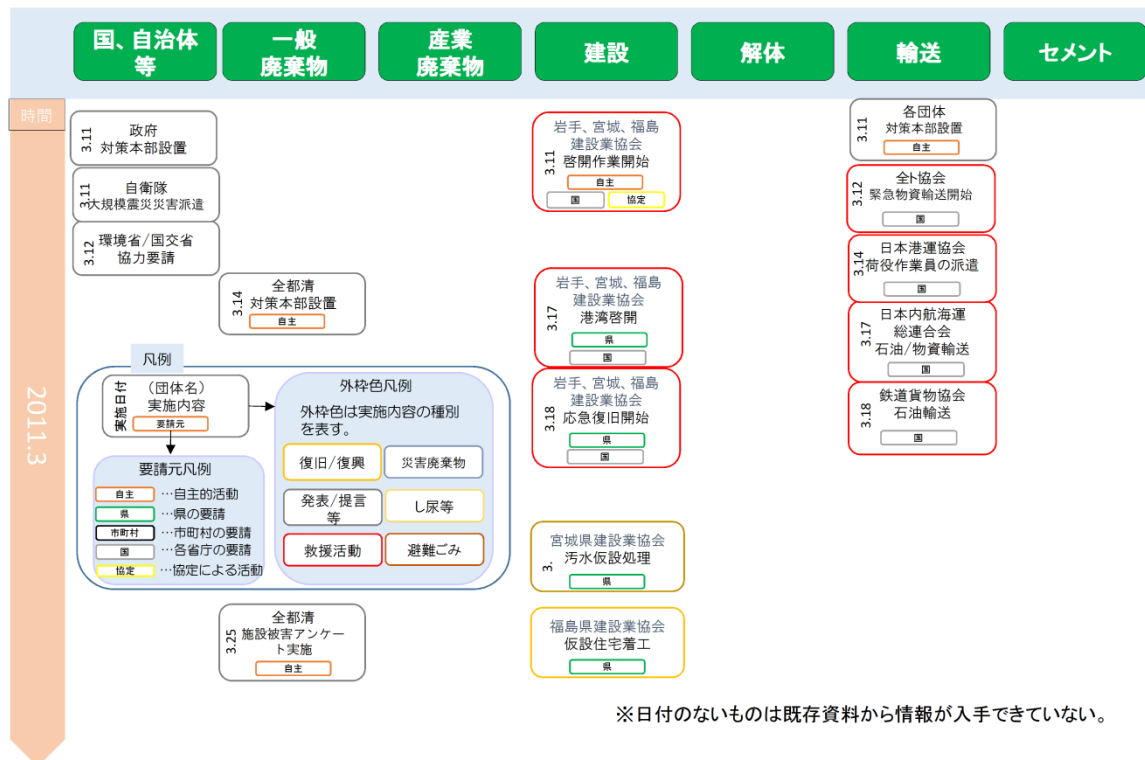 国、自治体
等
一般
廃棄物
産業
廃棄物
建設
解体
輸送
セメント
時間
2011.3
3.11
政府
対策本部設置
3.11
自衛隊
大規模震災災害派遣
3.12
環境省/国交省
協力要請
3.14
全都清
対策本部設置
自主
3.11
岩手、宮城、福島
建設業協会
啓開作業開始
自主
国
協定
3.17
岩手、宮城、福島
建設業協会
港湾啓開
県
国
3.18
岩手、宮城、福島
建設業協会
応急復旧開始
県
国
3.
宮城県建設業協会
汚水仮設処理
県
福島県建設業協会
仮設住宅着工
県
3.11
各団体
対策本部設置
自主
3.12
全ト協会
緊急物資輸送開始
国
3.14
日本港運協会
荷役作業員の派遣
国
3.17
日本内航海運
総連合会
石油/物資輸送
国
3.18
鉄道貨物協会
石油輸送
国
凡例
実施日付
(団体名)
実施内容
要請元
要請元凡例
自主 …自主的活動
県 …県の要請
市町村 …市町村の要請
国 …各省庁の要請
協定 …協定による活動
外枠色凡例
外枠色は実施内容の種別
を表す。
復旧/復興
災害廃棄物
発表/提言
等
し尿等
救援活動
避難ごみ
3.25
全都清
施設被害アンケー
ト実施
自主
※日付のないものは既存資料から情報が入手できていない。